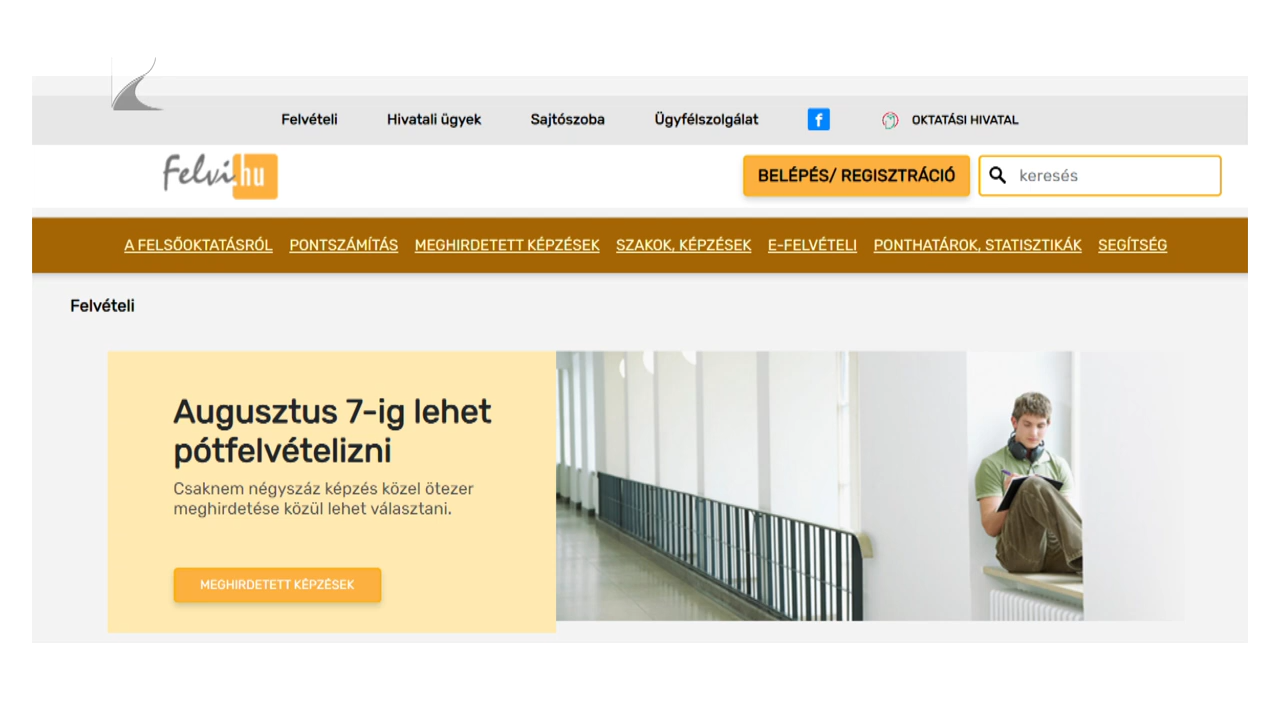 Felvételi Hivatali ügyek Sajtószoba Ügyfélszolgálat f OKTATÁSI HIVATAL
Felvi.hu BELÉPÉS/ REGISZTRÁCIÓ keresés
A FELSŐOKTATÁSRÓL PONTSZÁMÍTÁS MEGHIRDETETT KÉPZÉSEK SZAKOK, KÉPZÉSEK E-FELVÉTELI PONTHATÁROK, STATISZTIKÁK SEGÍTSÉG
Felvételi
Augusztus 7-ig lehet
pótfelvételizni
Csaknem négyszáz képzés közel ötezer
meghirdetése közül lehet választani.
MEGHIRDETETT KÉPZÉSEK